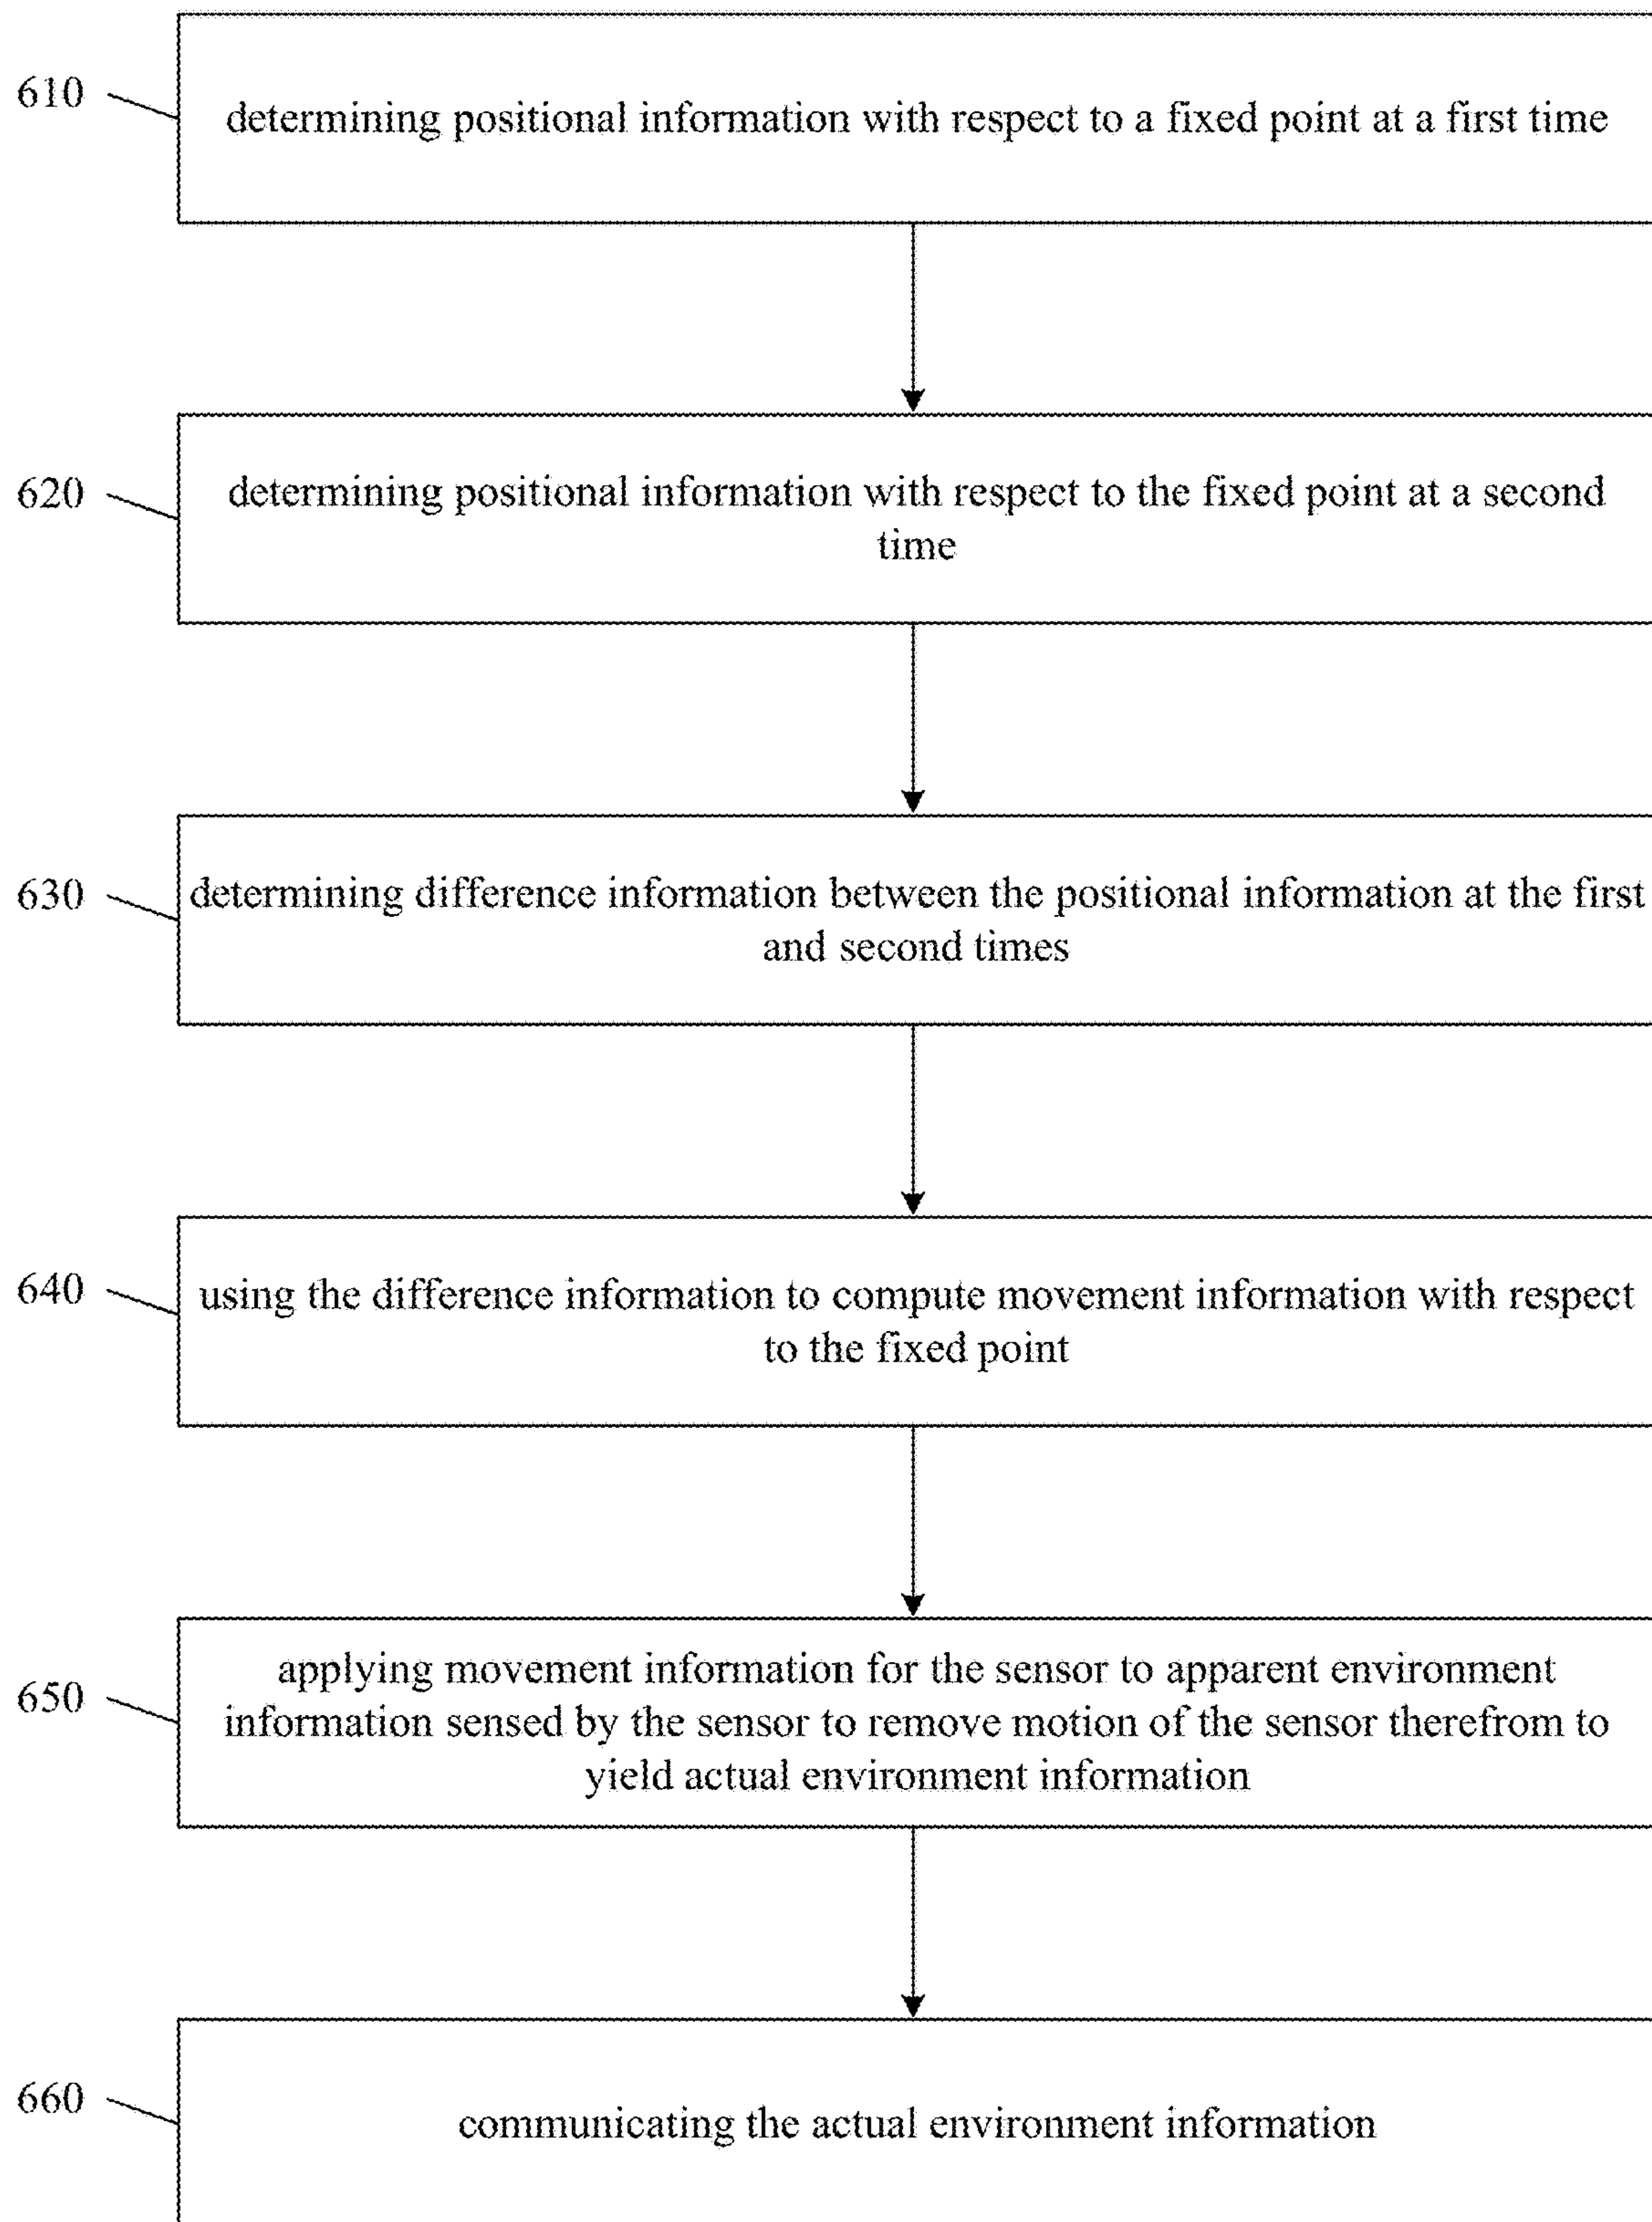 610
determining positional information with respect to a fixed point at a first time
620
determining positional information with respect to the fixed point at a second
time
630
determining difference information between the positional information at the first
and second times
640
using the difference information to compute movement information with respect
to the fixed point
650
applying movement information for the sensor to apparent environment
information sensed by the sensor to remove motion of the sensor therefrom to
yield actual environment information
660
communicating the actual environment information